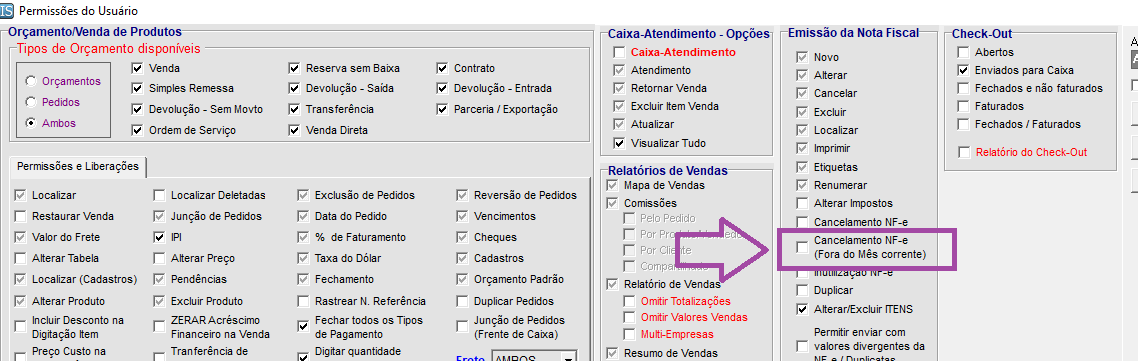 IS Permissões do Usuário
Orçamento/Venda de Produtos
Tipos de Orçamento disponíveis
Orçamentos
Pedidos
Ambos
Venda
Reserva sem Baixa
Contrato
Simples Remessa
Devolução - Saída
Devolução - Entrada
Devolução - Sem Movto
Transferência
Parceria / Exportação
Ordem de Serviço
Venda Direta
Permissões e Liberações
Localizar
Localizar Deletadas
Exclusão de Pedidos
Reversão de Pedidos
Restaurar Venda
Junção de Pedidos
Data do Pedido
Vencimentos
Valor do Frete
IPI
% de Faturamento
Cheques
Alterar Tabela
Alterar Preço
Taxa do Dólar
Cadastros
Localizar (Cadastros)
Pendências
Fechamento
Orçamento Padrão
Alterar Produto
Excluir Produto
Rastrear N. Referência
Duplicar Pedidos
Incluir Desconto na
Digitação Item
ZERAR Acréscimo
Financeiro na Venda
Fechar todos os Tipos
de Pagamento
Junção de Pedidos
(Frente de Caixa)
Preço Custo na
Tranferência de
Digitar quantidade
Frete
AMBOS
Caixa-Atendimento - Opções
Caixa-Atendimento
Atendimento
Retornar Venda
Excluir Item Venda
Atualizar
Visualizar Tudo
Relatórios de Vendas
Mapa de Vendas
Comissões
Pelo Pedido
Por Cliente
Relatório de Vendas
Omitir Totalizações
Omitir Valores Vendas
Multi-Empresas
Resumo de Vendas
Emissão da Nota Fiscal
Novo
Alterar
Cancelar
Excluir
Localizar
Imprimir
Etiquetas
Renumerar
Alterar Impostos
Cancelamento NF-e
Cancelamento NF-e
(Fora do Mês corrente)
Inutilização NF-e
Duplicar
Alterar/Excluir ITENS
Permitir enviar com
valores divergentes da
NF-e / Duplicatas
Check-Out
Abertos
Enviados para Caixa
Fechados e não faturados
Faturados
Fechados / Faturados
Relatório do Check-Out